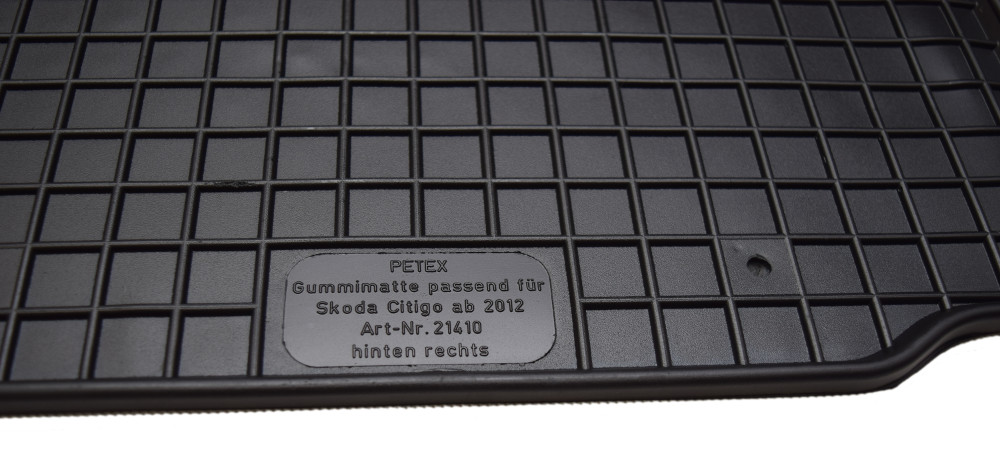 PETEX
Gummimatte passend für
Skoda Citigo ab 2012
Art-Nr. 21410
hinten rechts